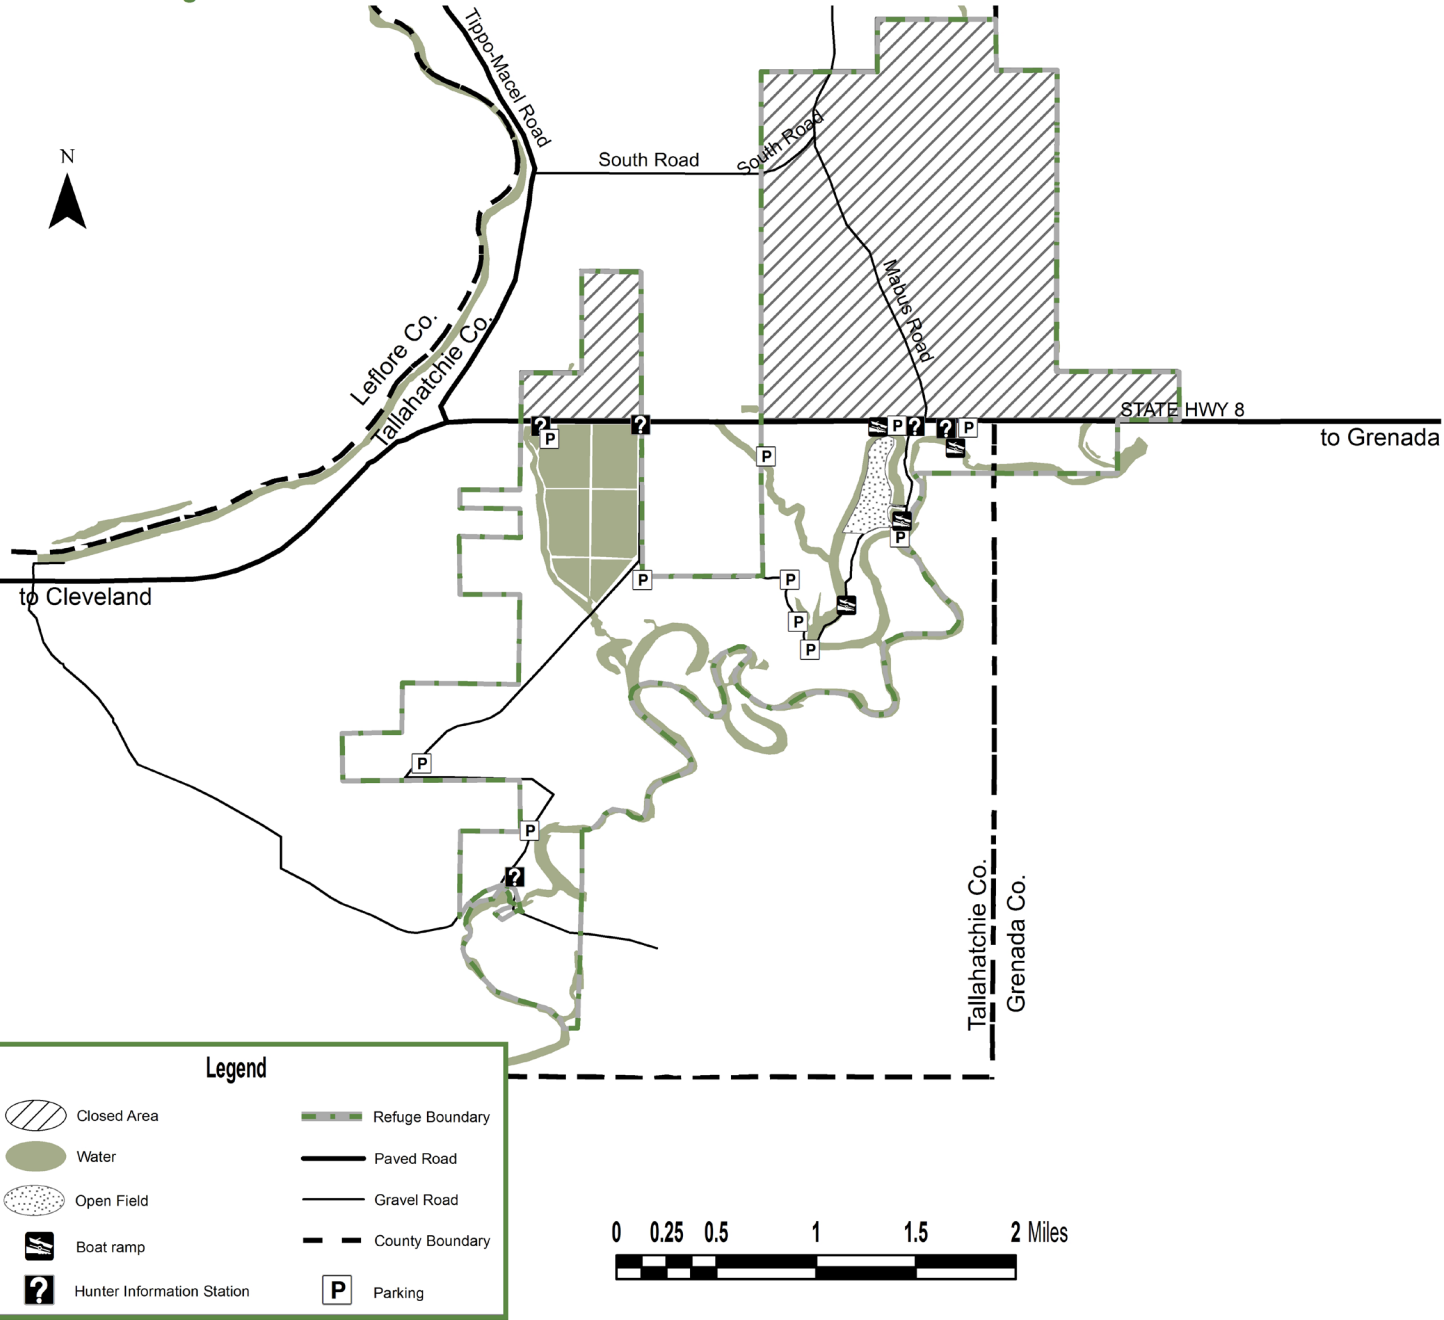 Tippo-Macel Road
South Road
South Road
N
Mabus Road
Leflore Co.
Tallahatchie Co.
STATE HWY 8
to Grenada
?
?
P
P
?
?
P
P
P
to Cleveland
P
P
P
P
P
P
?
Tallahatchie Co.
Grenada Co.
Legend
Closed Area
Refuge Boundary
Water
Paved Road
Open Field
Gravel Road
Boat ramp
County Boundary
? Hunter Information Station
P Parking
0 0.25 0.5 1 1.5 2 Miles